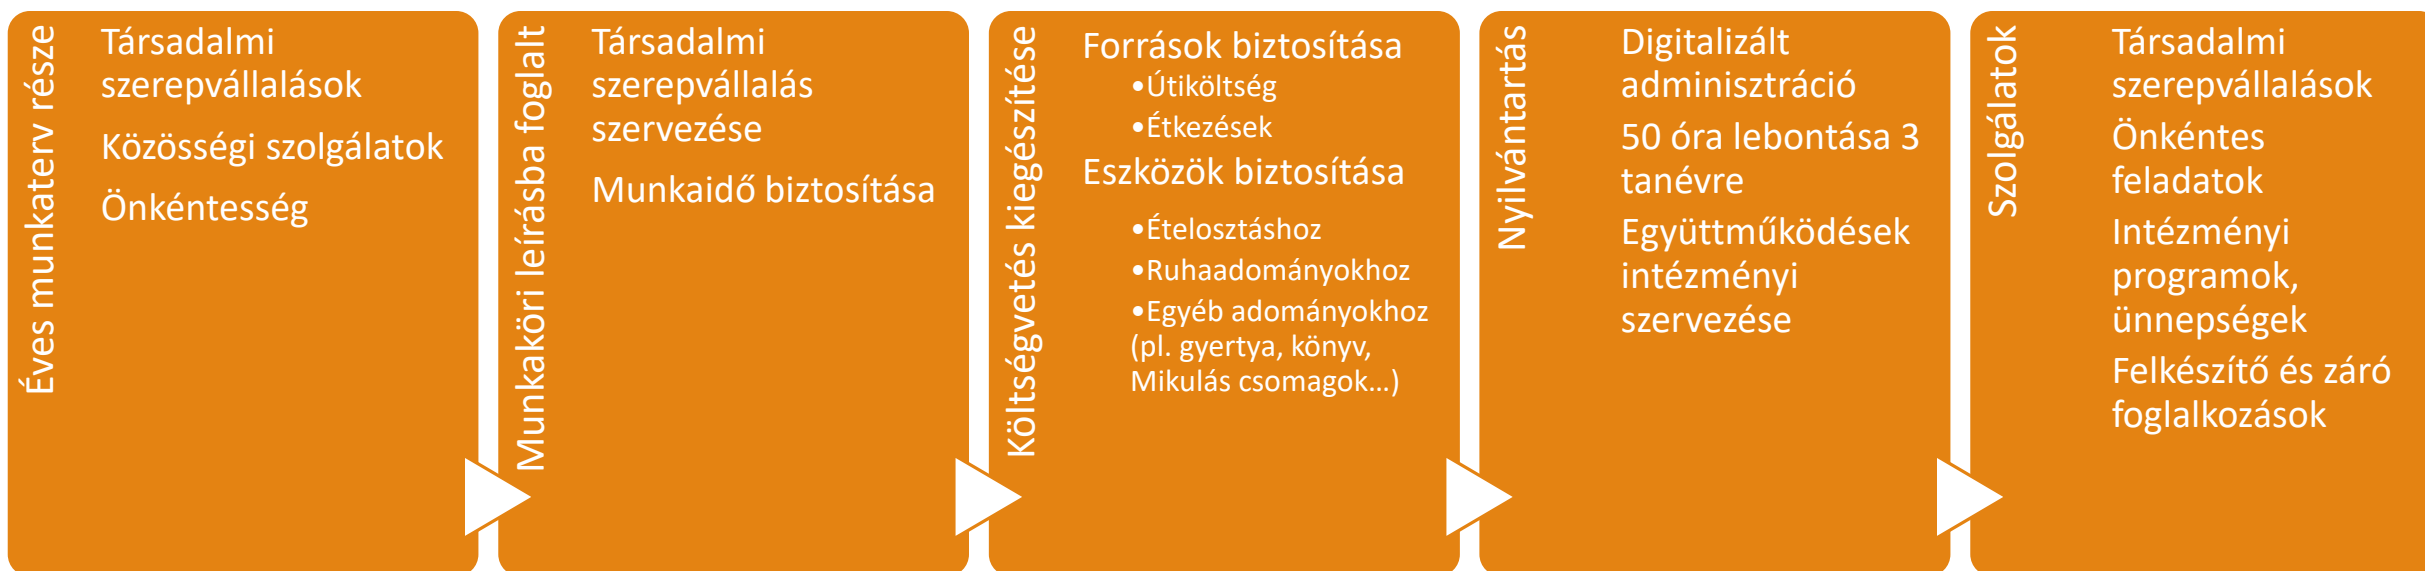 Éves munkaterv része
Társadalmi
szerepvállalások
Közösségi szolgálatok
Önkéntesség
Munkaköri leírásba foglalt
Társadalmi
szerepvállalás
szervezése
Munkaidő biztosítása
Költségvetés kiegészítése
Források biztosítása
•Útiköltség
•Étkezések
Eszközök biztosítása
•Ételosztáshoz
•Ruhaadományokhoz
•Egyéb adományokhoz
(pl. gyertya, könyv,
Mikulás csomagok...)
Nyilvántartás
Digitalizált
adminisztráció
50 óra lebontása 3
tanévre
Együttműködések
intézményi
szervezése
Szolgálatok
Társadalmi
szerepvállalások
Önkéntes
feladatok
Intézményi
programok,
ünnepségek
Felkészítő és záró
foglalkozások